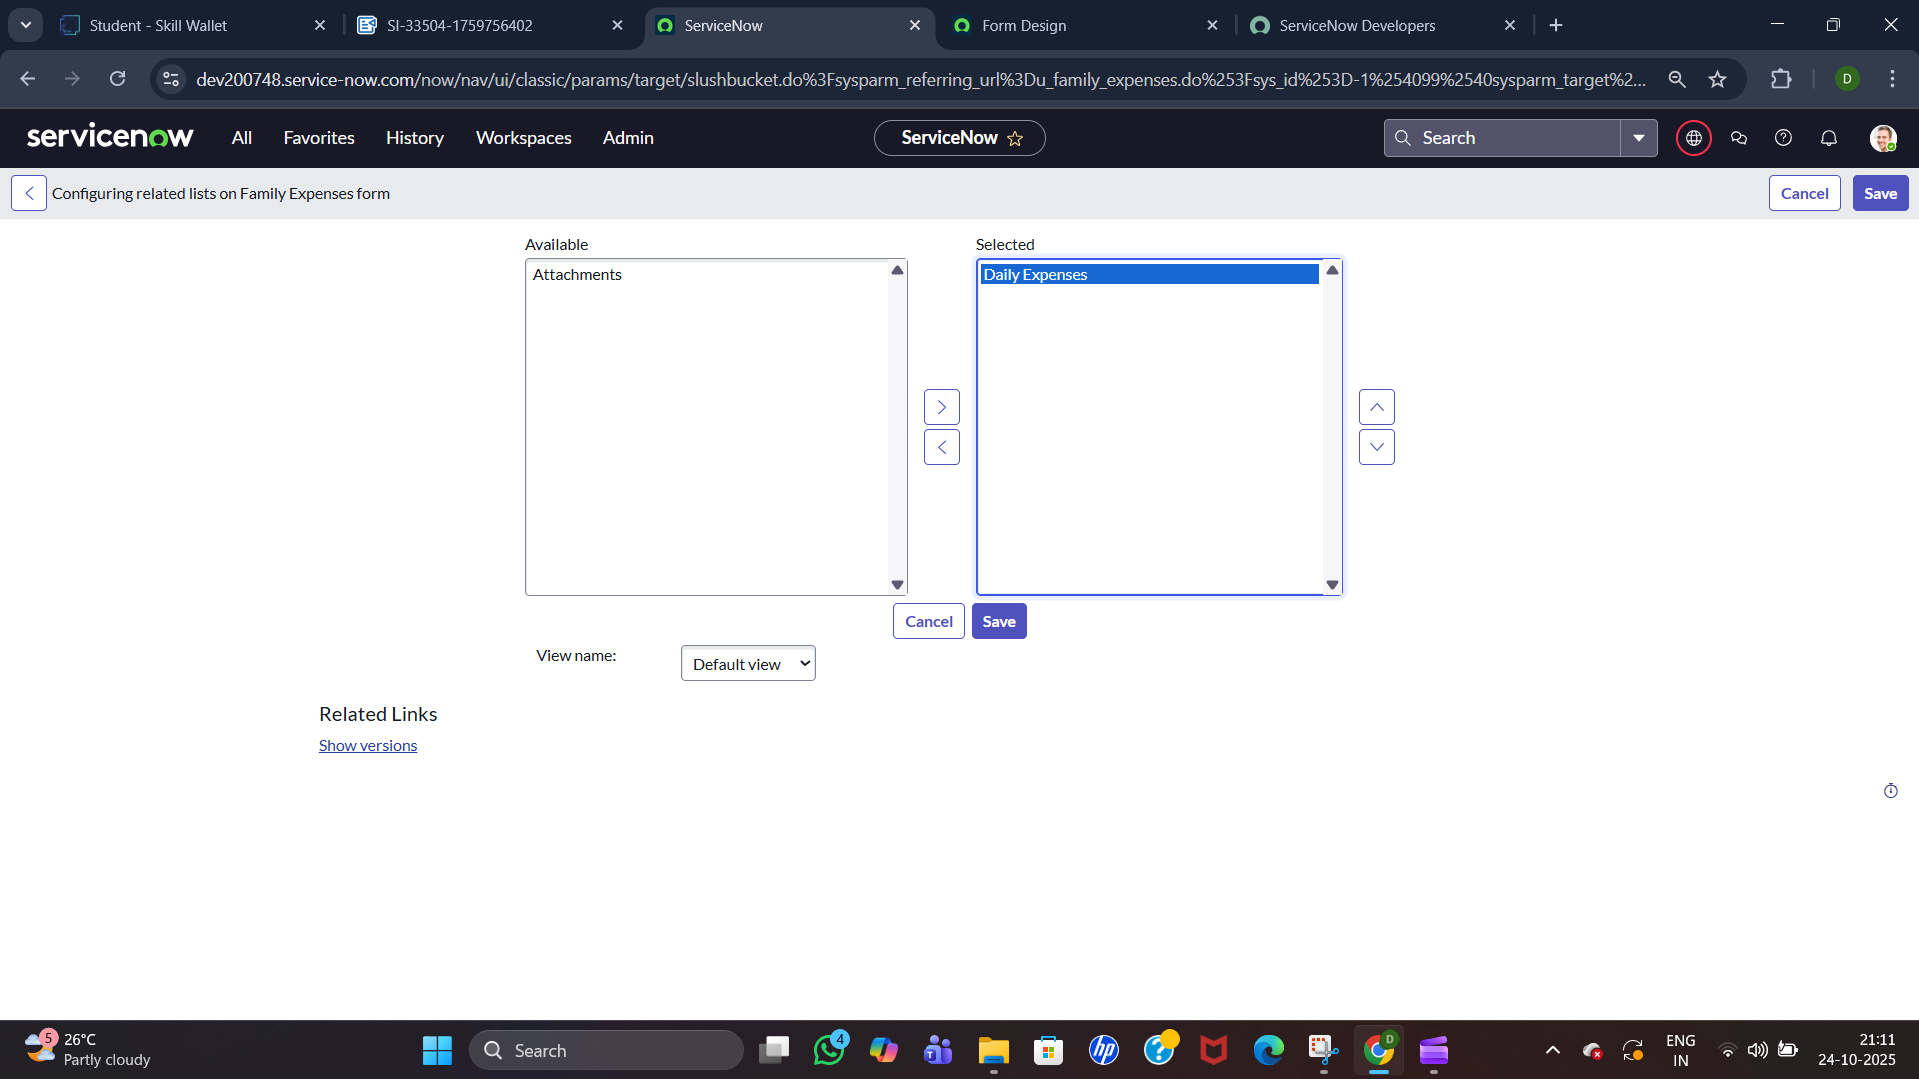 Student - Skill Wallet
SI-33504-1759756402
ServiceNow
Form Design
ServiceNow Developers
dev200748.service-now.com/now/nav/ui/classic/params/target/slushbucket.do%3Fsysparm_referring_url%3Du_family_expenses.do%253Fsys_id%253D-1%254099%2540sysparm_target%2...
D
servicenow
All
Favorites
History
Workspaces
Admin
ServiceNow
Search
Configuring related lists on Family Expenses form
Cancel
Save
Available
Selected
Attachments
Daily Expenses
Cancel
Save
View name:
Default view
Related Links
Show versions
5
26°C
Partly cloudy
Search
4
T
hp
?
D
ENG
IN
21:11
24-10-2025